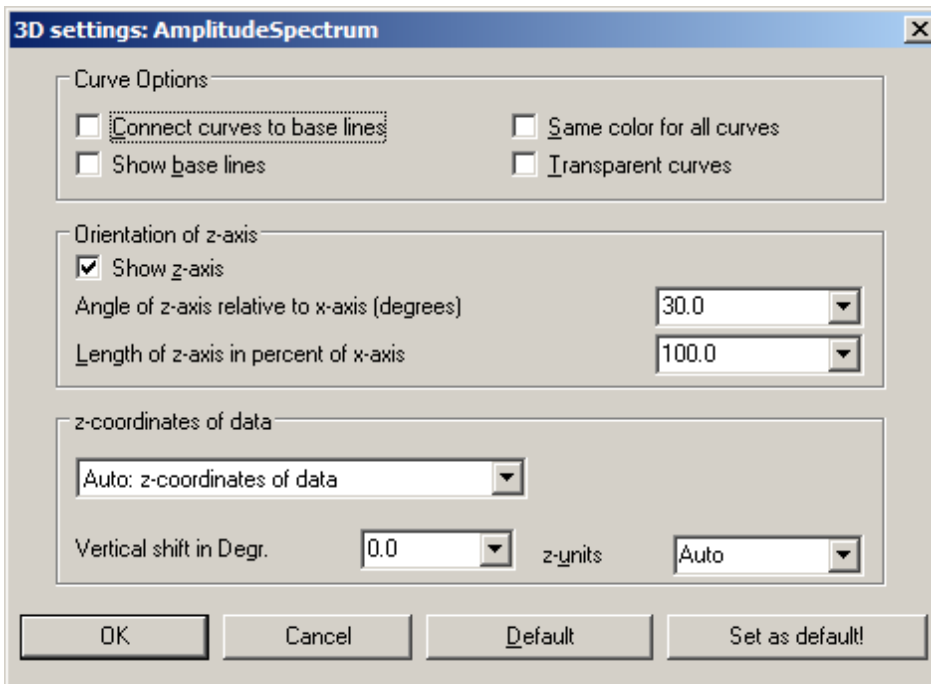 3D settings: AmplitudeSpectrum
Curve Options
Connect curves to base lines
Same color for all curves
Show base lines
Transparent curves
Orientation of z-axis
Show z-axis
Angle of z-axis relative to x-axis (degrees)
30.0
Length of z-axis in percent of x-axis
100.0
z-coordinates of data
Auto: z-coordinates of data
Vertical shift in Degr.
0.0
z-units
Auto
OK
Cancel
Default
Set as default!